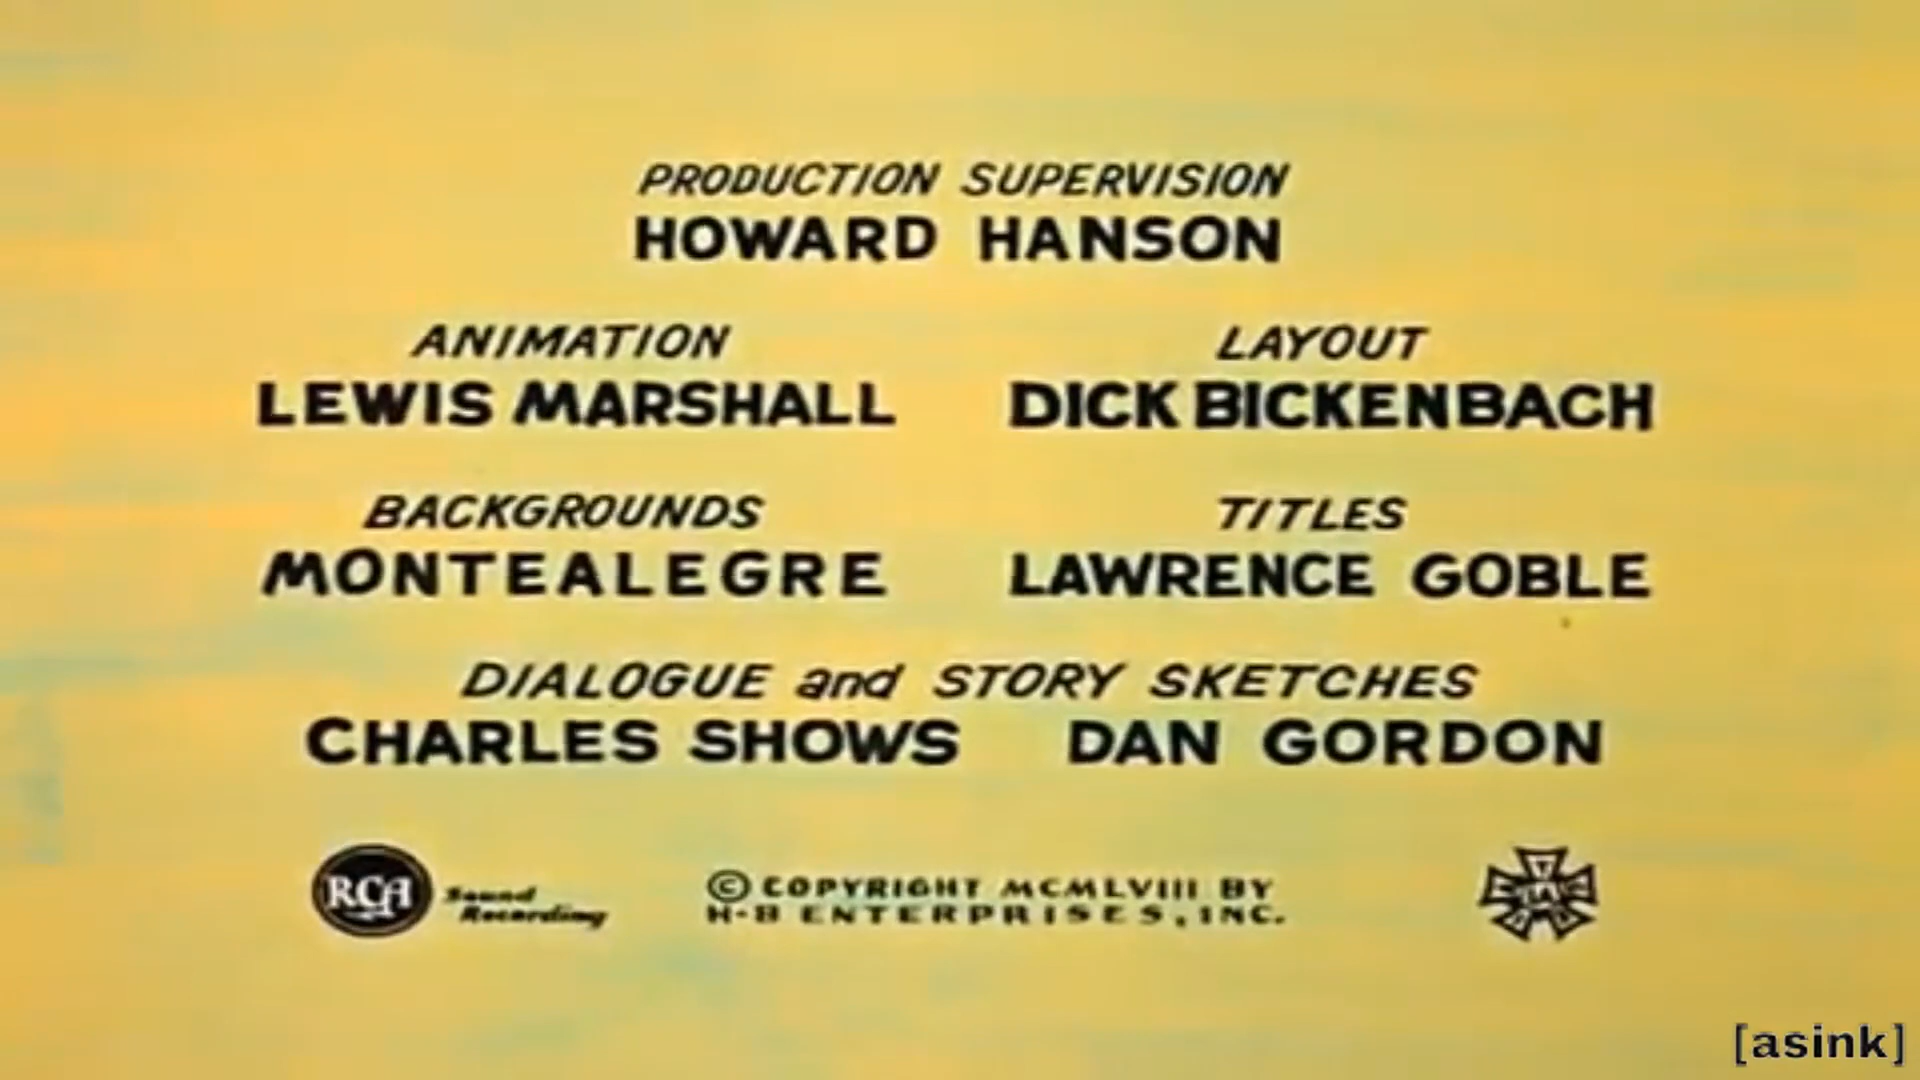 PRODUCTION SUPERVISION
HOWARD HANSON
ANIMATION
LEWIS MARSHALL
LAYOUT
DICK BICKENBACH
BACKGROUNDS
MONTEALEGRE
TITLES
LAWRENCE GOBLE
DIALOGUE and STORY SKETCHES
CHARLES SHOWS DAN GORDON
RCA Sound
Recording
© COPYRIGHT MCMLVIII BY
H-B ENTERPRISES, INC.
[asink]